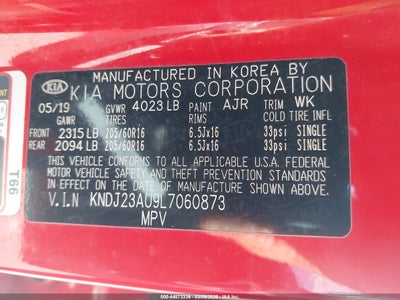 MANUFACTURED IN KOREA BY
KIA KIA MOTORS CORPORATION
05/19 GVWR 4023 LB PAINT AJR TRIM WK
GAWR TIRES RIMS COLD TIRE INFL
FRONT 2315 LB 205/60R16 6.5Jx16 33psi SINGLE
REAR 2094 LB 205/60R16 6.5Jx16 33psi SINGLE
THIS VEHICLE CONFORMS TO ALL APPLICABLE U.S.A. FEDERAL
MOTOR VEHICLE SAFETY AND THEFT PREVENTION STANDARDS
IN EFFECT ON THE DATE OF MANUFACTURE SHOWN ABOVE.
V.I.N KNDJ23AU9L7060873
MPV
T66